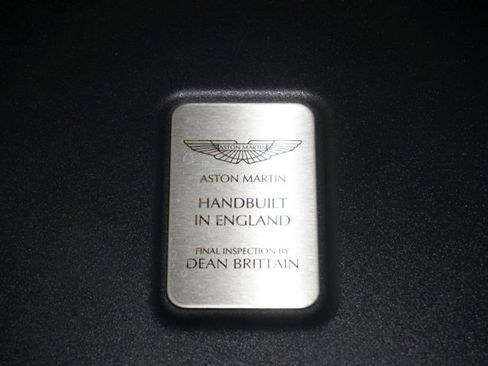 ASTON MARTIN
ASTON MARTIN
HANDBUILT
IN ENGLAND
FINAL INSPECTION BY
DEAN BRITTAIN